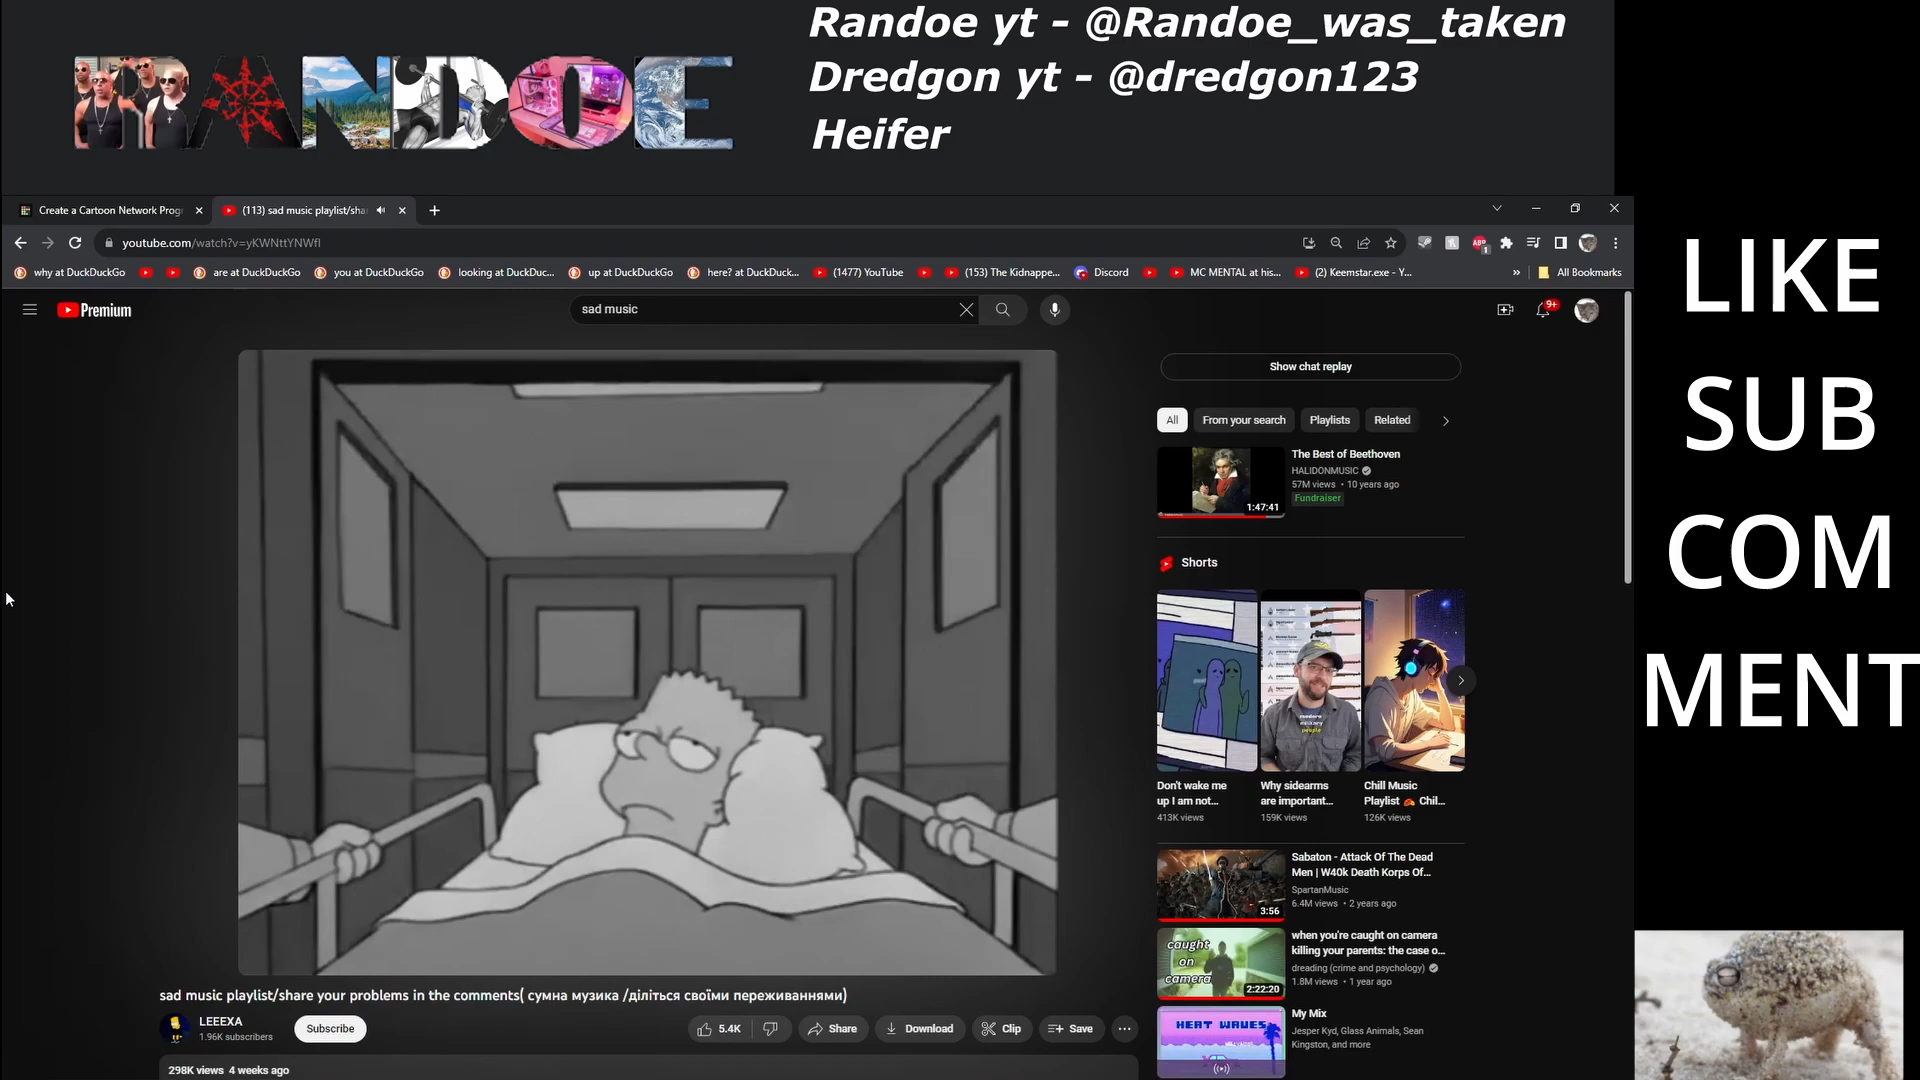 RANDOE
Randoe yt - @Randoe_was_taken
Dredgon yt - @dredgon123
Heifer
Create a Cartoon Network Progr
(113) sad music playlist/sha
youtube.com/watch?v=yKWNttYNWfI
ABP
1
why at DuckDuckGo
are at DuckDuckGo
you at DuckDuckGo
looking at DuckDuc...
up at DuckDuckGo
here? at DuckDuck...
(1477) YouTube
(153) The Kidnappe...
Discord
MC MENTAL at his...
(2) Keemstar.exe - Y...
»
All Bookmarks
Premium
sad music
9+
Show chat replay
All
From your search
Playlists
Related
The Best of Beethoven
HALIDONMUSIC
57M views • 10 years ago
Fundraiser
1:47:41
Shorts
modern
military
people
Don't wake me
up I am not...
413K views
Why sidearms
are important...
159K views
Chill Music
Playlist 🍂 Chil...
126K views
Sabaton - Attack Of The Dead
Men | W40k Death Korps Of...
SpartanMusic
6.4M views • 2 years ago
3:56
caught
on
camera
2:22:20
when you're caught on camera
killing your parents: the case o...
dreading (crime and psychology)
1.8M views • 1 year ago
HEAT WAVES
My Mix
Jesper Kyd, Glass Animals, Sean
Kingston, and more
sad music playlist/share your problems in the comments( сумна музика /діліться своїми переживаннями)
LEEEXA
1.96K subscribers
Subscribe
5.4K
Share
Download
Clip
Save
298K views 4 weeks ago
LIKE
SUB
COM
MENT